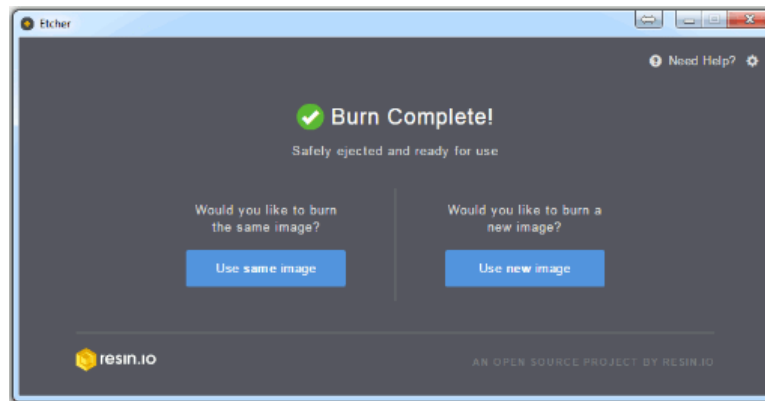 Etcher
Need Help?
Burn Complete!
Safely ejected and ready for use
Would you like to burn
the same image?
Use same image
Would you like to burn a
new image?
Use new image
resin.io
AN OPEN SOURCE PROJECT BY RESIN.IO